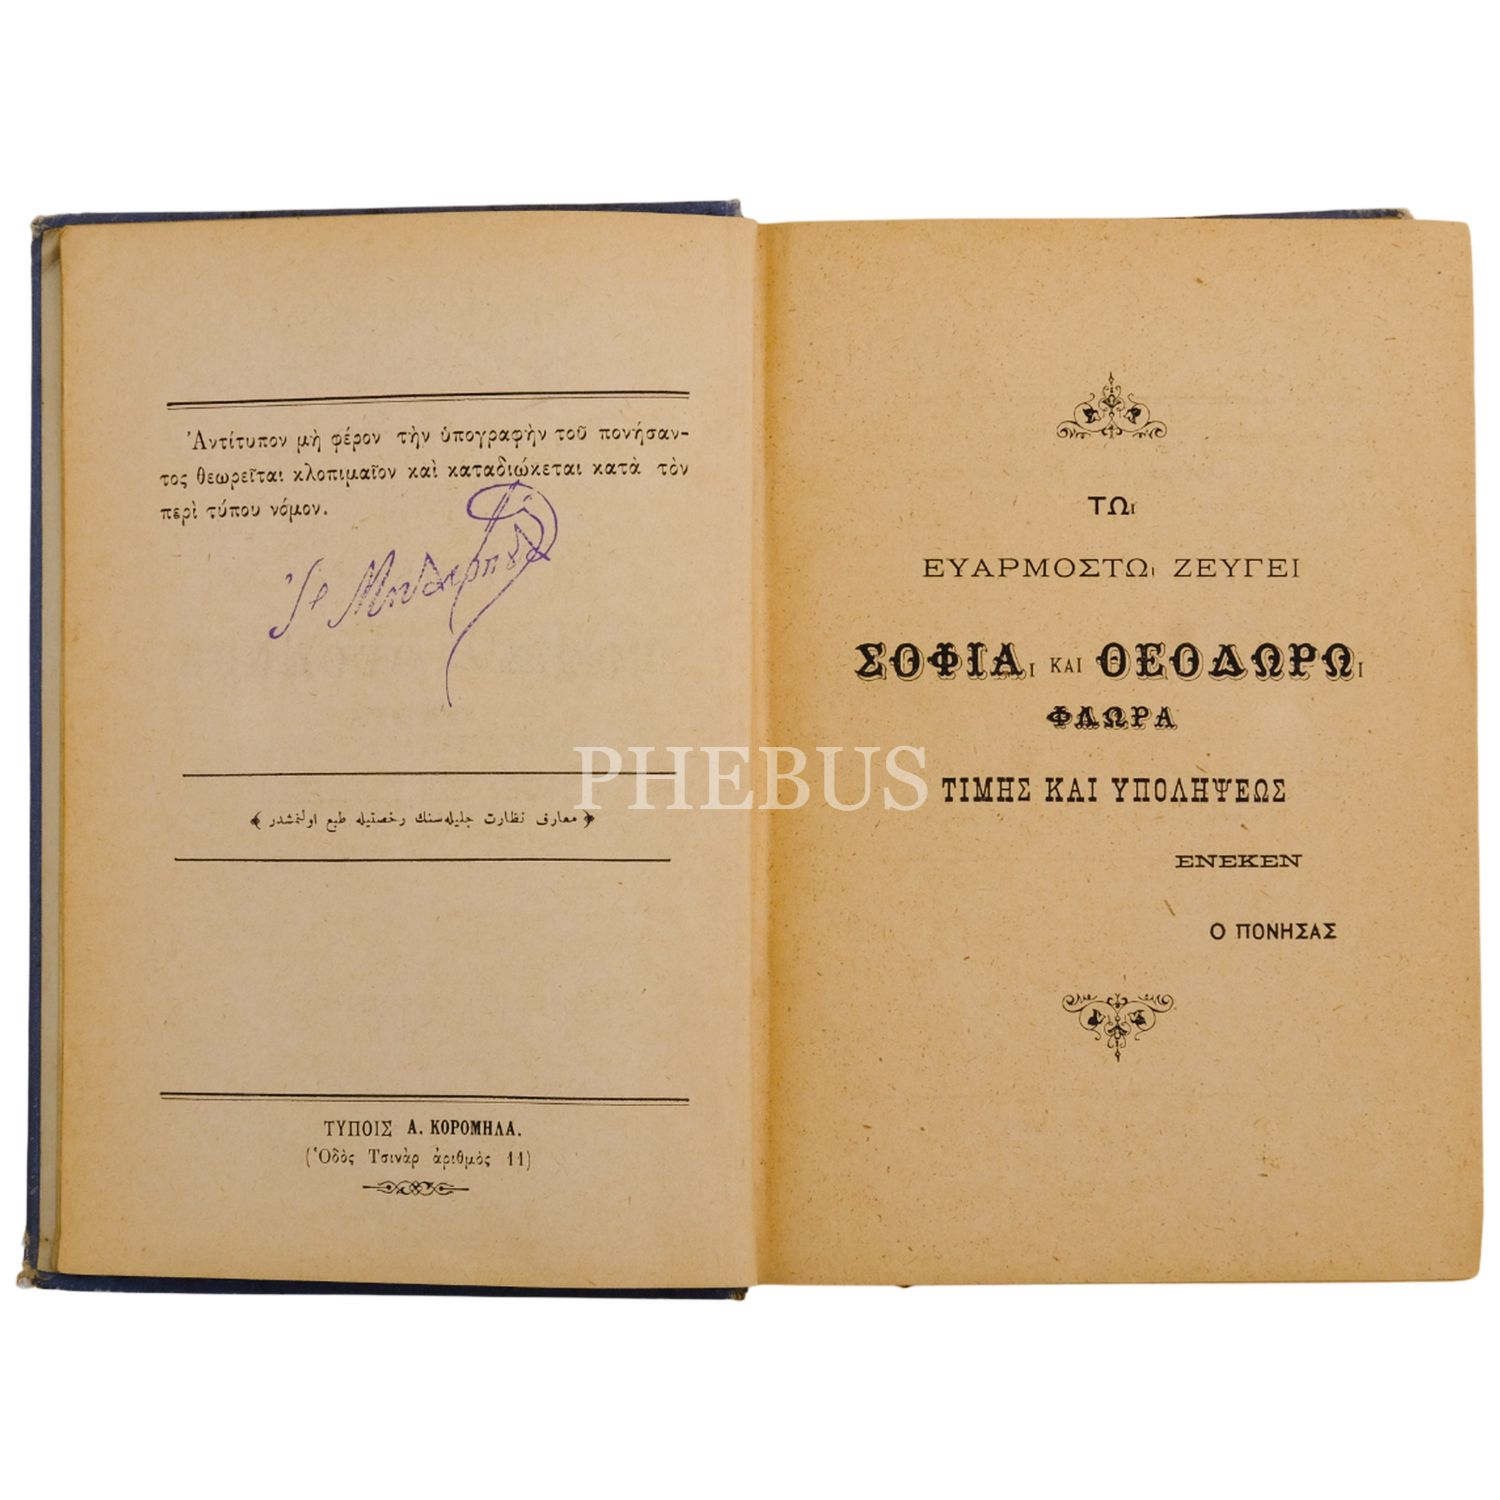 Ἀντίτυπον μὴ φέρον τὴν ὑπογραφὴν τοῦ πονήσαν-
τος θεωρεῖται κλοπιμαῖον καὶ καταδιώκεται κατὰ τὸν
περὶ τύπου νόμον.
﴾ معارف نظارت جليله‌سنك رخصتيله طبع اولنمشدر ﴿
ΤΥΠΟΙΣ Α. ΚΟΡΟΜΗΛΑ.
(Ὁδὸς Τσινὰρ ἀριθμὸς 11)
ΤΩι
ΕΥΑΡΜΟΣΤΩι ΖΕΥΓΕΙ
ΣΟΦΙΑι ΚΑΙ ΘΕΟΔΩΡΩι
ΦΛΩΡΑ
ΤΙΜΗΣ ΚΑΙ ΥΠΟΛΗΨΕΩΣ
ΕΝΕΚΕΝ
Ο ΠΟΝΗΣΑΣ
PHEBUS